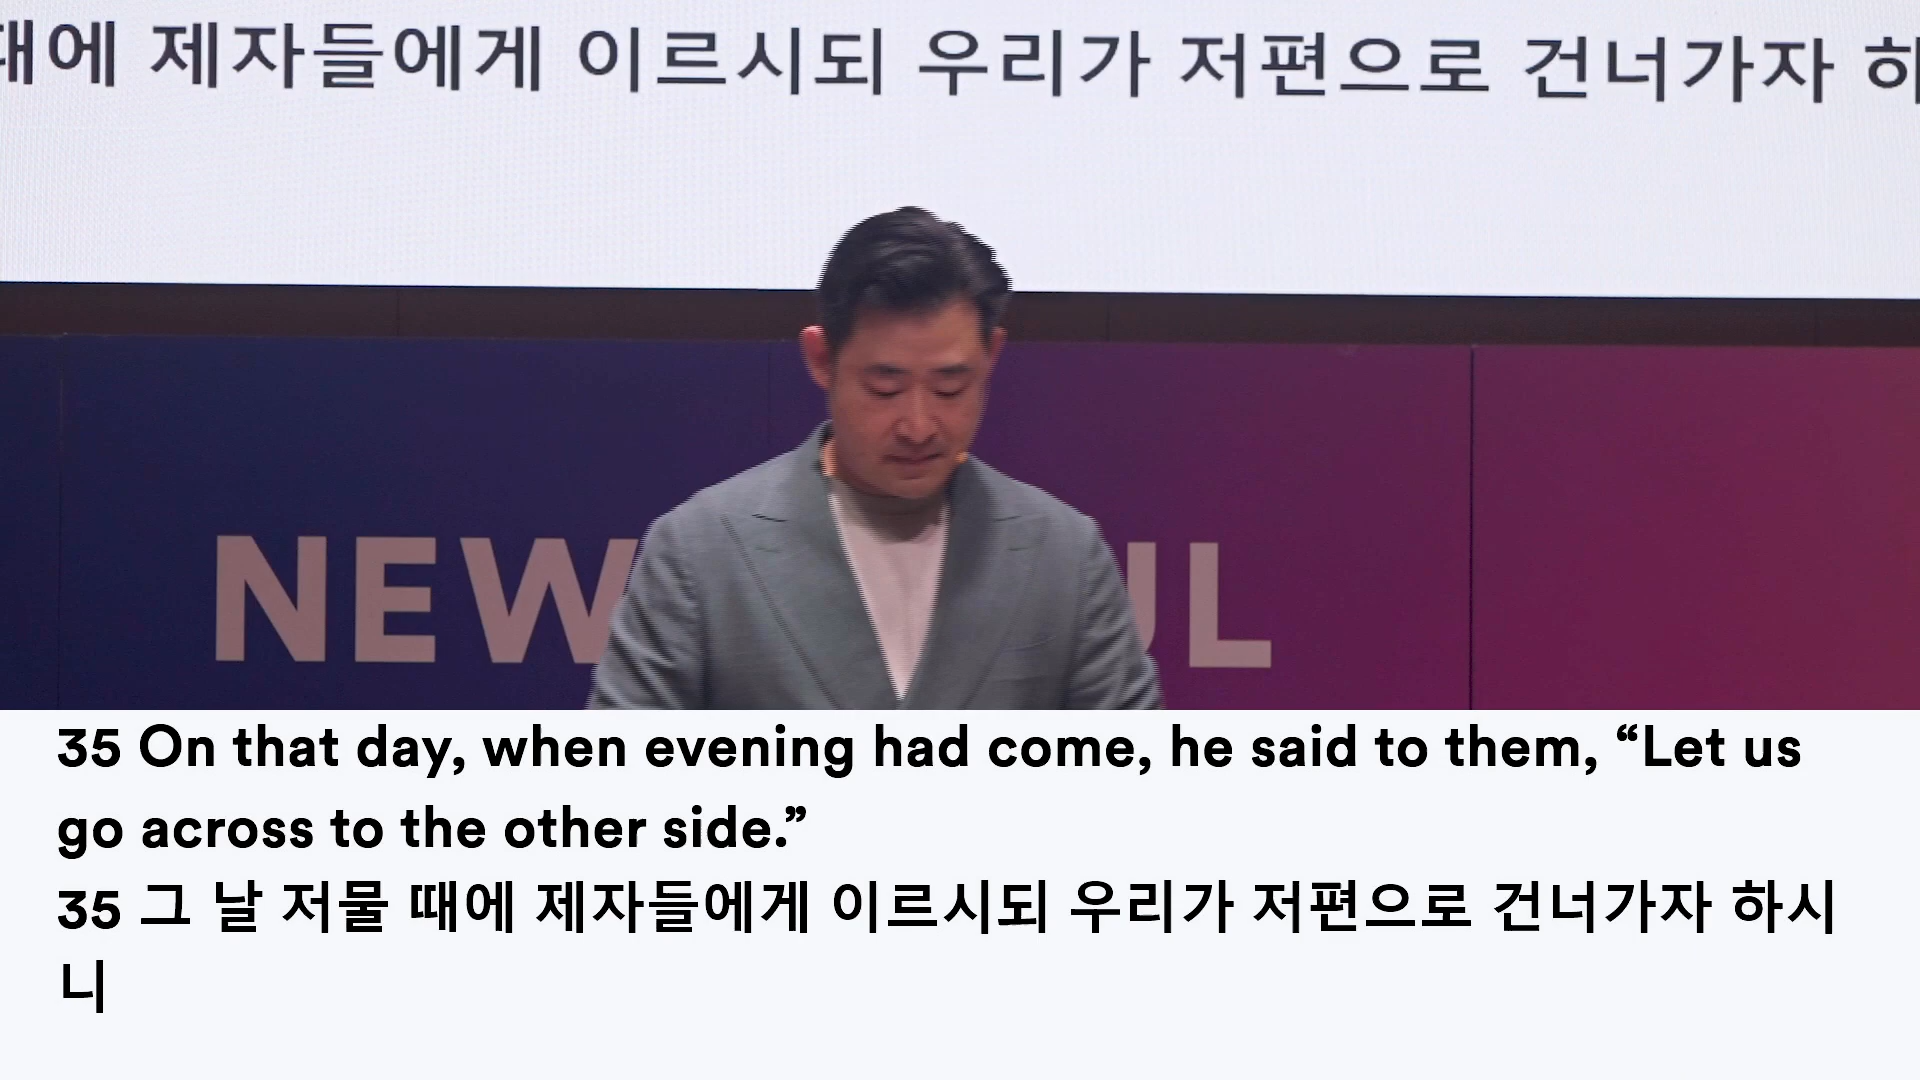 때에 제자들에게 이르시되 우리가 저편으로 건너가자 하
NEW UL
35 On that day, when evening had come, he said to them, “Let us
go across to the other side.”
35 그 날 저물 때에 제자들에게 이르시되 우리가 저편으로 건너가자 하시
니